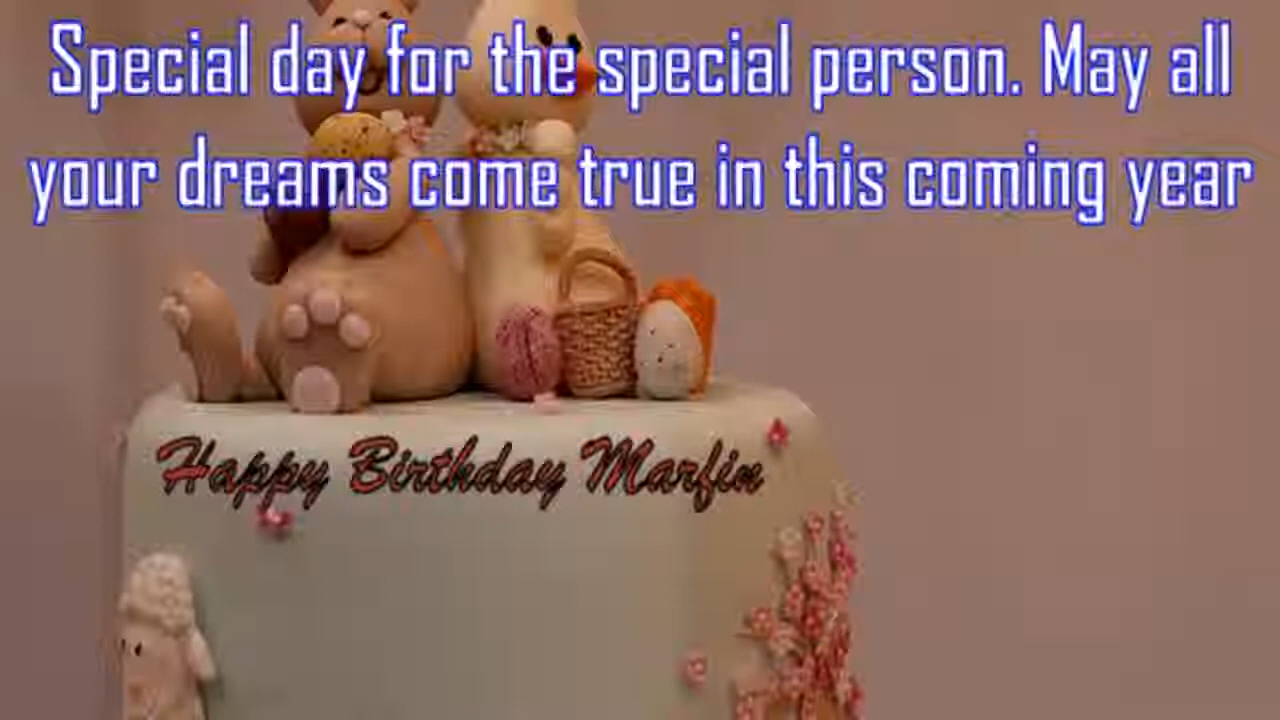 Special day for the special person. May all
your dreams come true in this coming year
Happy Birthday Marfin